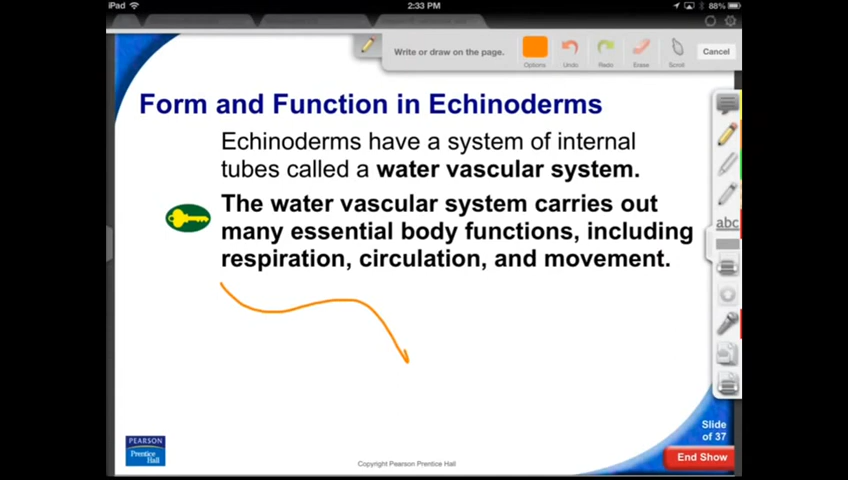 iPad
2:33 PM
88%
Write or draw on the page.
Options
Undo
Redo
Erase
Scroll
Cancel
Form and Function in Echinoderms
Echinoderms have a system of internal
tubes called a water vascular system.
The water vascular system carries out
many essential body functions, including
respiration, circulation, and movement.
abc
PEARSON
Prentice
Hall
Copyright Pearson Prentice Hall
Slide
of 37
End Show